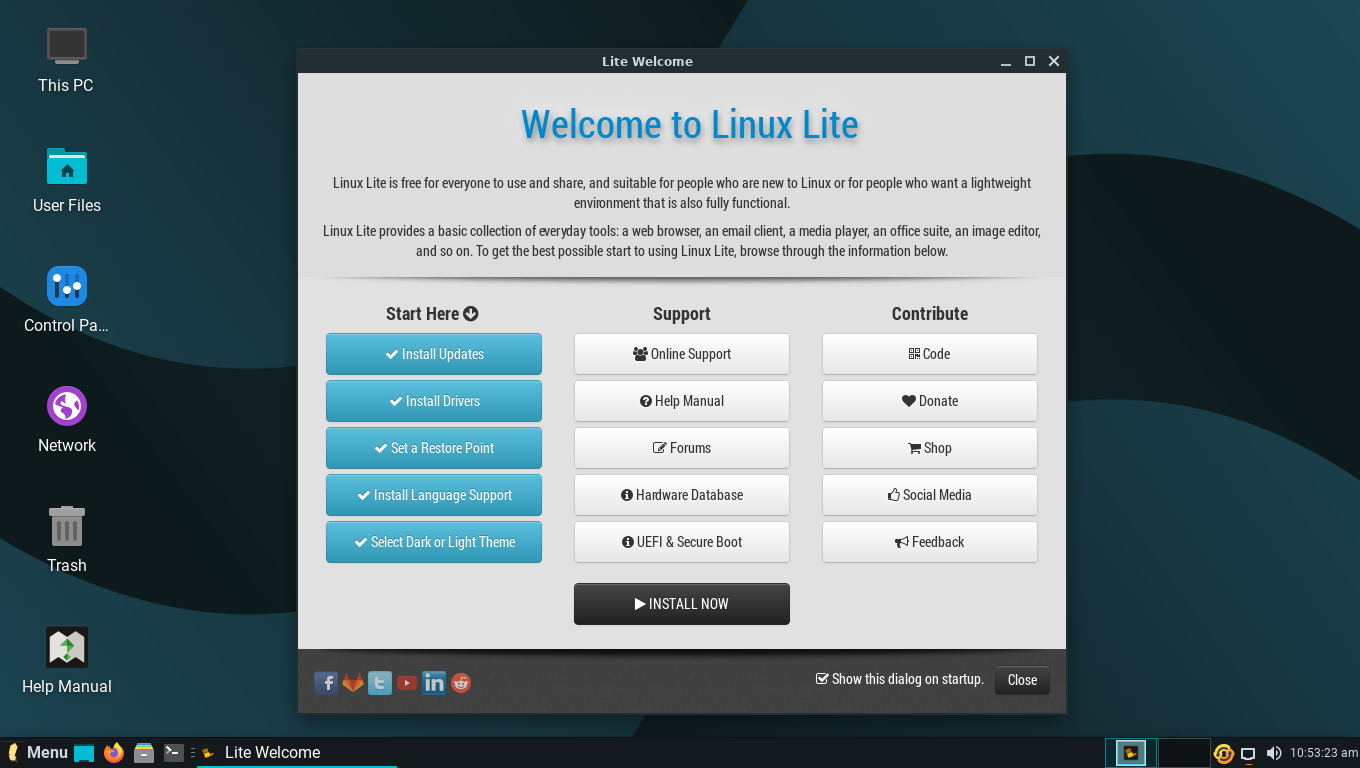 This PC
User Files
Control Pa...
Network
Trash
Help Manual
Lite Welcome
Welcome to Linux Lite
Linux Lite is free for everyone to use and share, and suitable for people who are new to Linux or for people who want a lightweight
environment that is also fully functional.
Linux Lite provides a basic collection of everyday tools: a web browser, an email client, a media player, an office suite, an image editor,
and so on. To get the best possible start to using Linux Lite, browse through the information below.
Start Here
Install Updates
Install Drivers
Set a Restore Point
Install Language Support
Select Dark or Light Theme
Support
Online Support
Help Manual
Forums
Hardware Database
UEFI & Secure Boot
INSTALL NOW
Contribute
Code
Donate
Shop
Social Media
Feedback
Show this dialog on startup.
Close
Menu
Lite Welcome
10:53:23 am